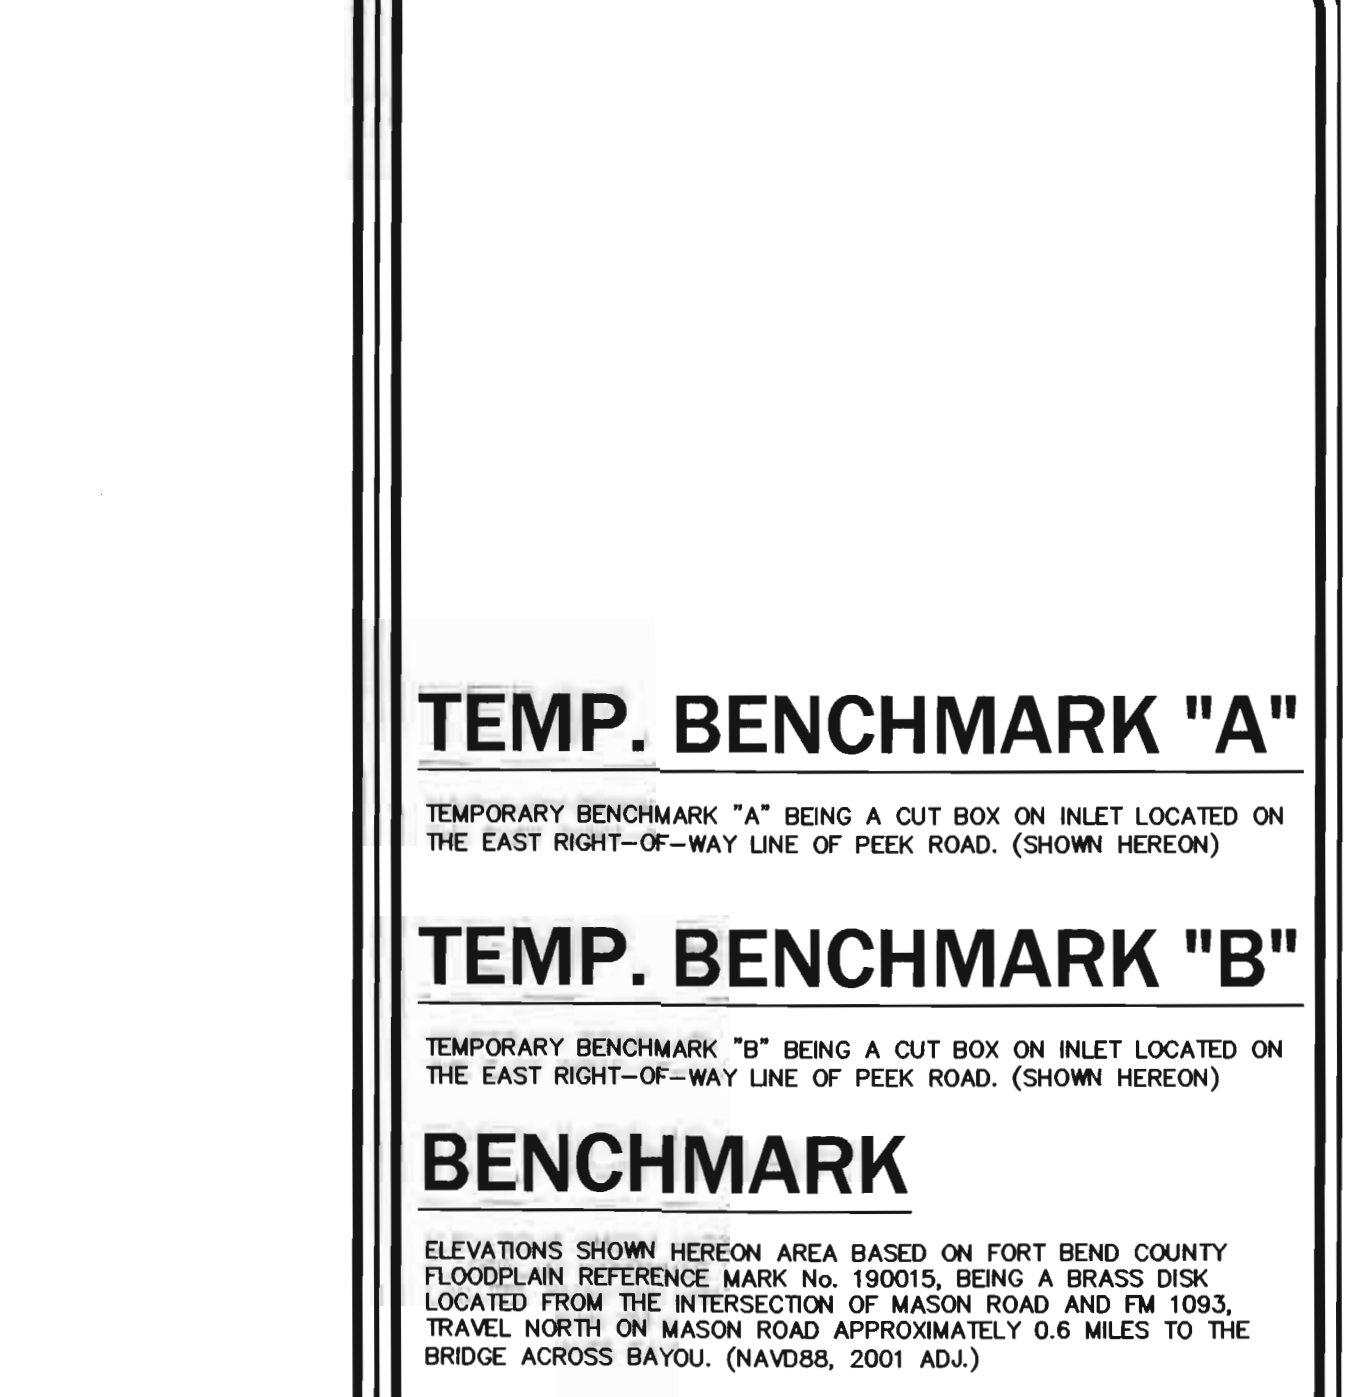 TEMP. BENCHMARK "A"
TEMPORARY BENCHMARK "A" BEING A CUT BOX ON INLET LOCATED ON
THE EAST RIGHT-OF-WAY LINE OF PEEK ROAD. (SHOWN HEREON)
TEMP. BENCHMARK "B"
TEMPORARY BENCHMARK "B" BEING A CUT BOX ON INLET LOCATED ON
THE EAST RIGHT-OF-WAY LINE OF PEEK ROAD. (SHOWN HEREON)
BENCHMARK
ELEVATIONS SHOWN HEREON AREA BASED ON FORT BEND COUNTY
FLOODPLAIN REFERENCE MARK No. 190015, BEING A BRASS DISK
LOCATED FROM THE INTERSECTION OF MASON ROAD AND FM 1093,
TRAVEL NORTH ON MASON ROAD APPROXIMATELY 0.6 MILES TO THE
BRIDGE ACROSS BAYOU. (NAVD88, 2001 ADJ.)